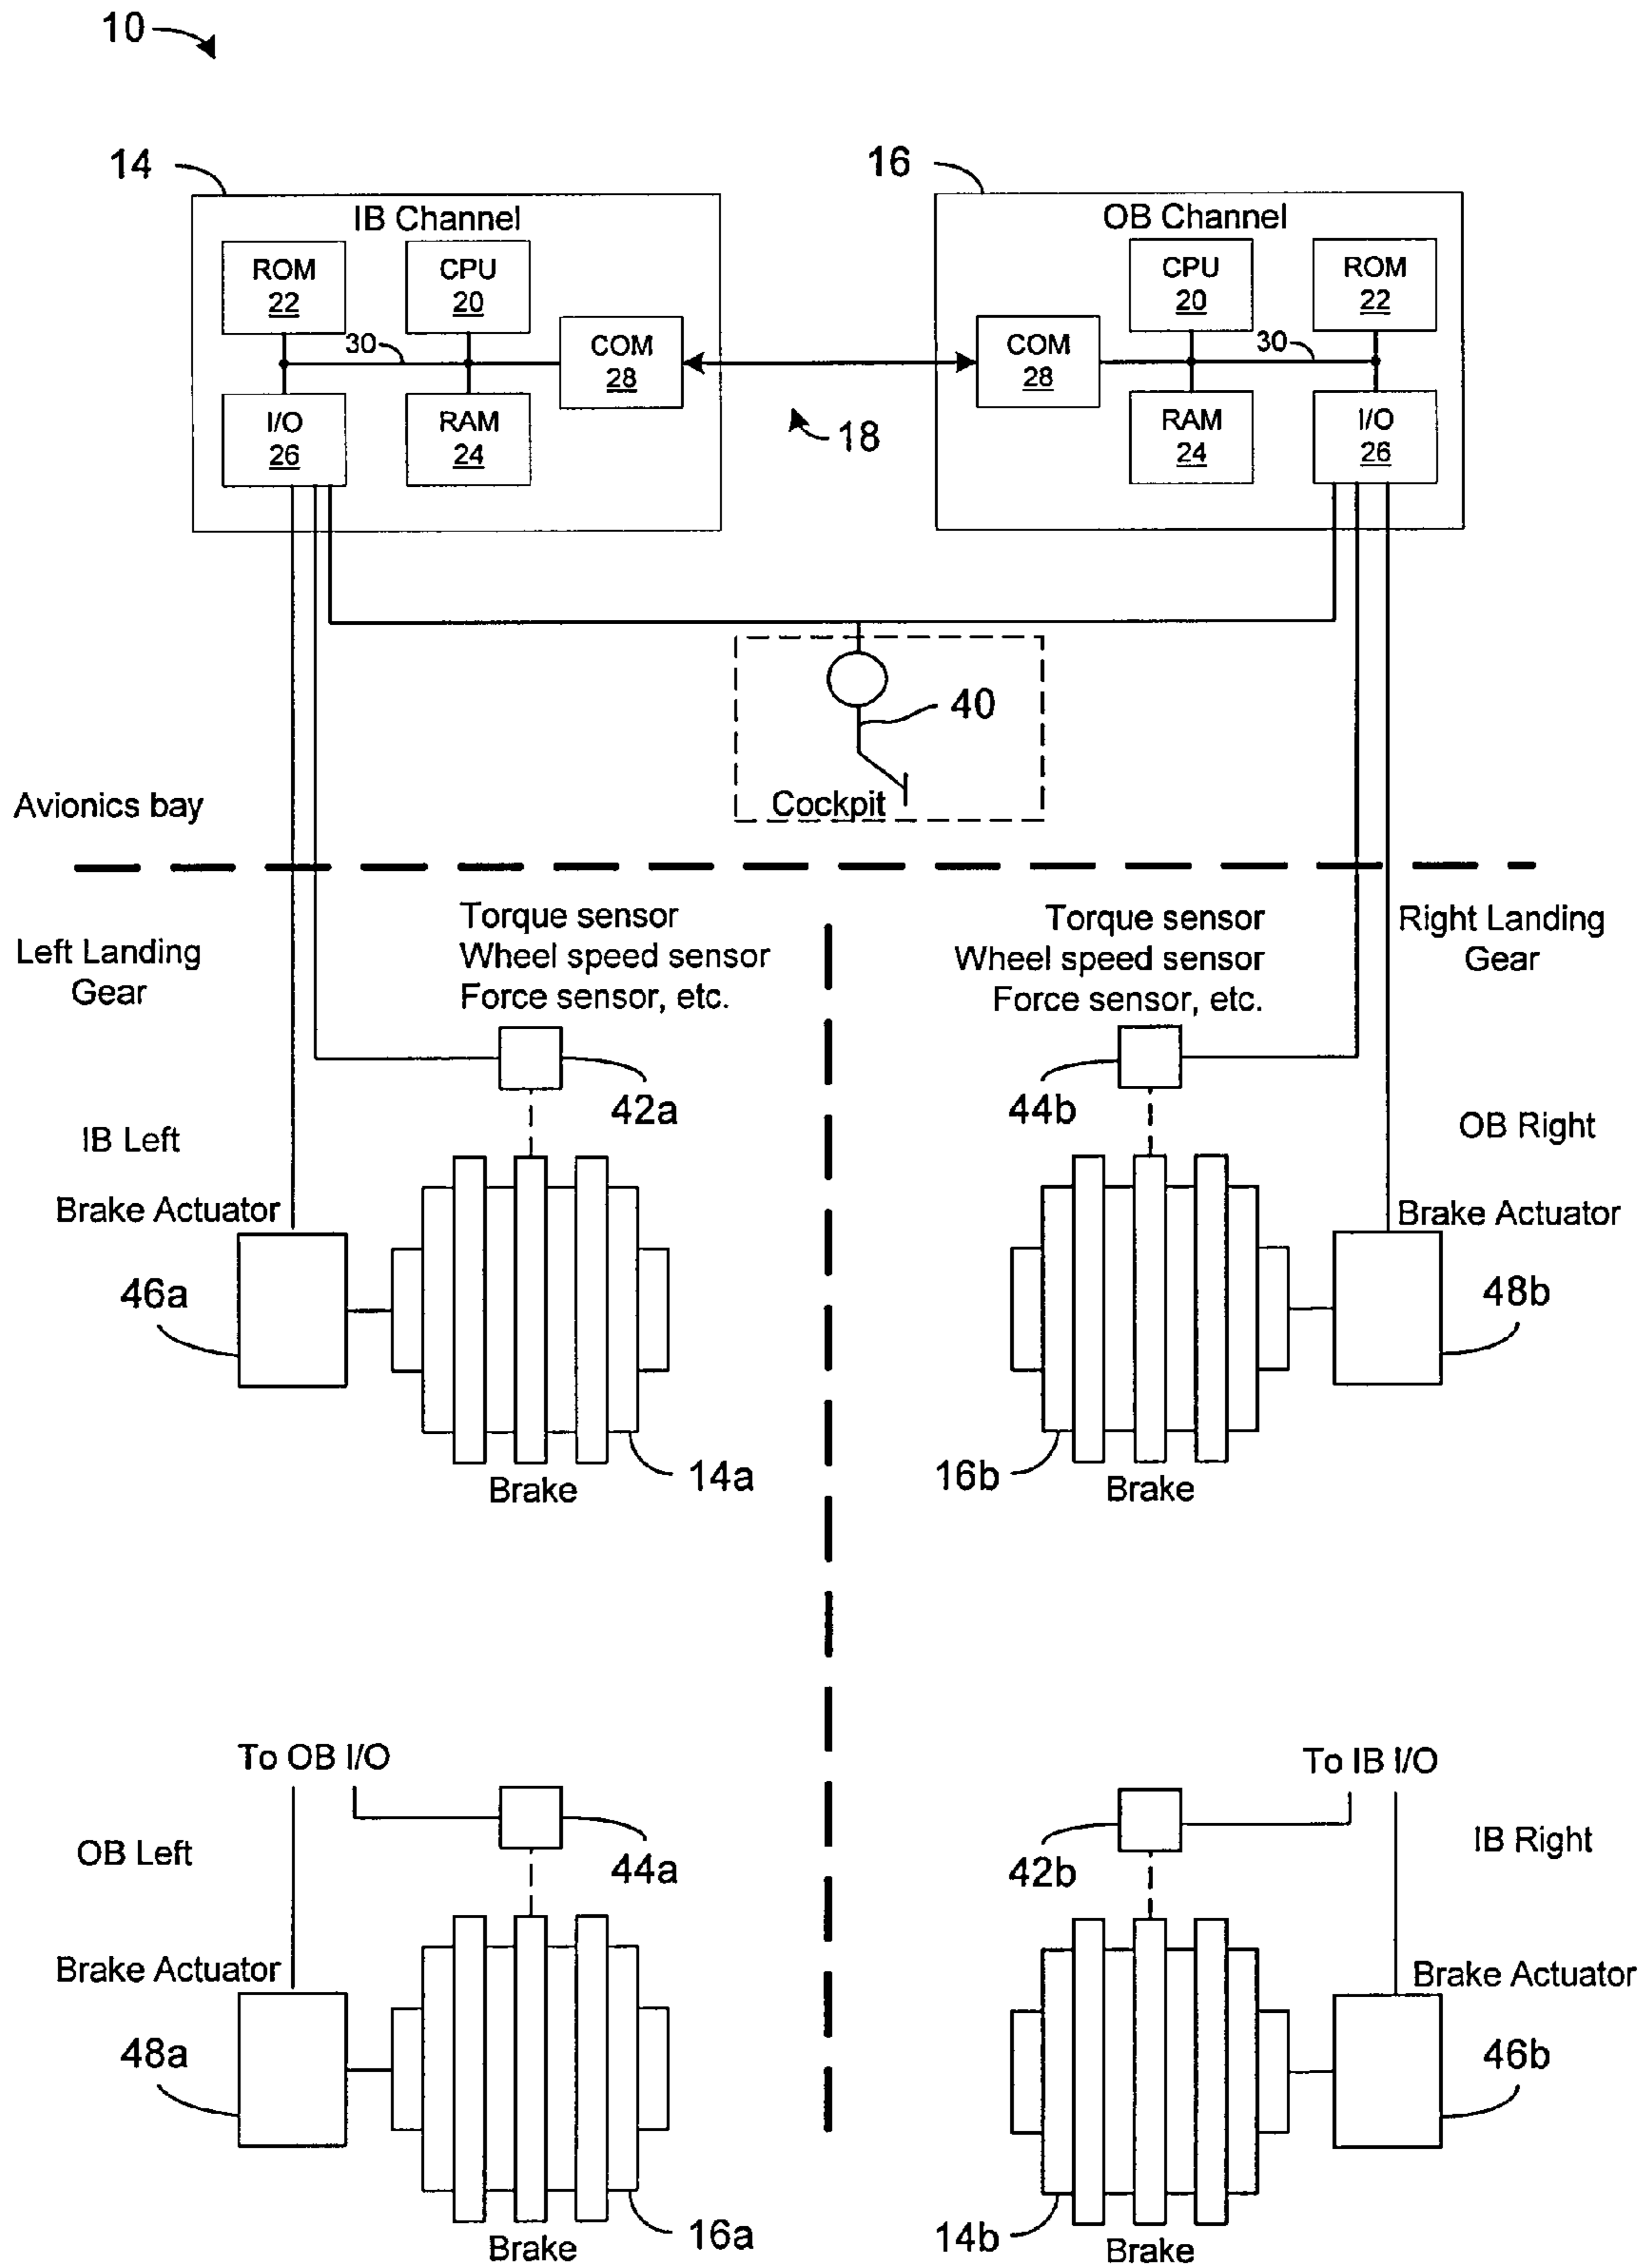 10
14
16
IB Channel
OB Channel
ROM
22
CPU
20
CPU
20
ROM
22
30
COM
28
COM
28
30
I/O
26
RAM
24
18
RAM
24
I/O
26
40
Cockpit
Avionics bay
Left Landing
Gear
Torque sensor
Wheel speed sensor
Force sensor, etc.
Torque sensor
Wheel speed sensor
Force sensor, etc.
Right Landing
Gear
42a
44b
IB Left
OB Right
Brake Actuator
Brake Actuator
46a
48b
14a
16b
Brake
Brake
To OB I/O
To IB I/O
OB Left
44a
42b
IB Right
Brake Actuator
Brake Actuator
48a
46b
16a
14b
Brake
Brake